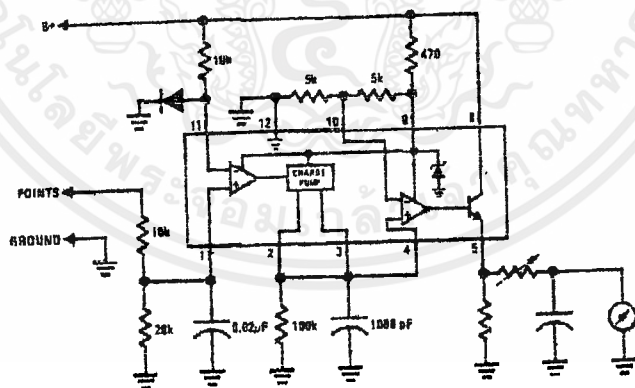 B+
10k
470
5k
5k
11
12
10
9
8
CHARGE
PUMP
POINTS
10k
GROUND
1
2
3
4
5
20k
0.02µF
100k
1000 pF